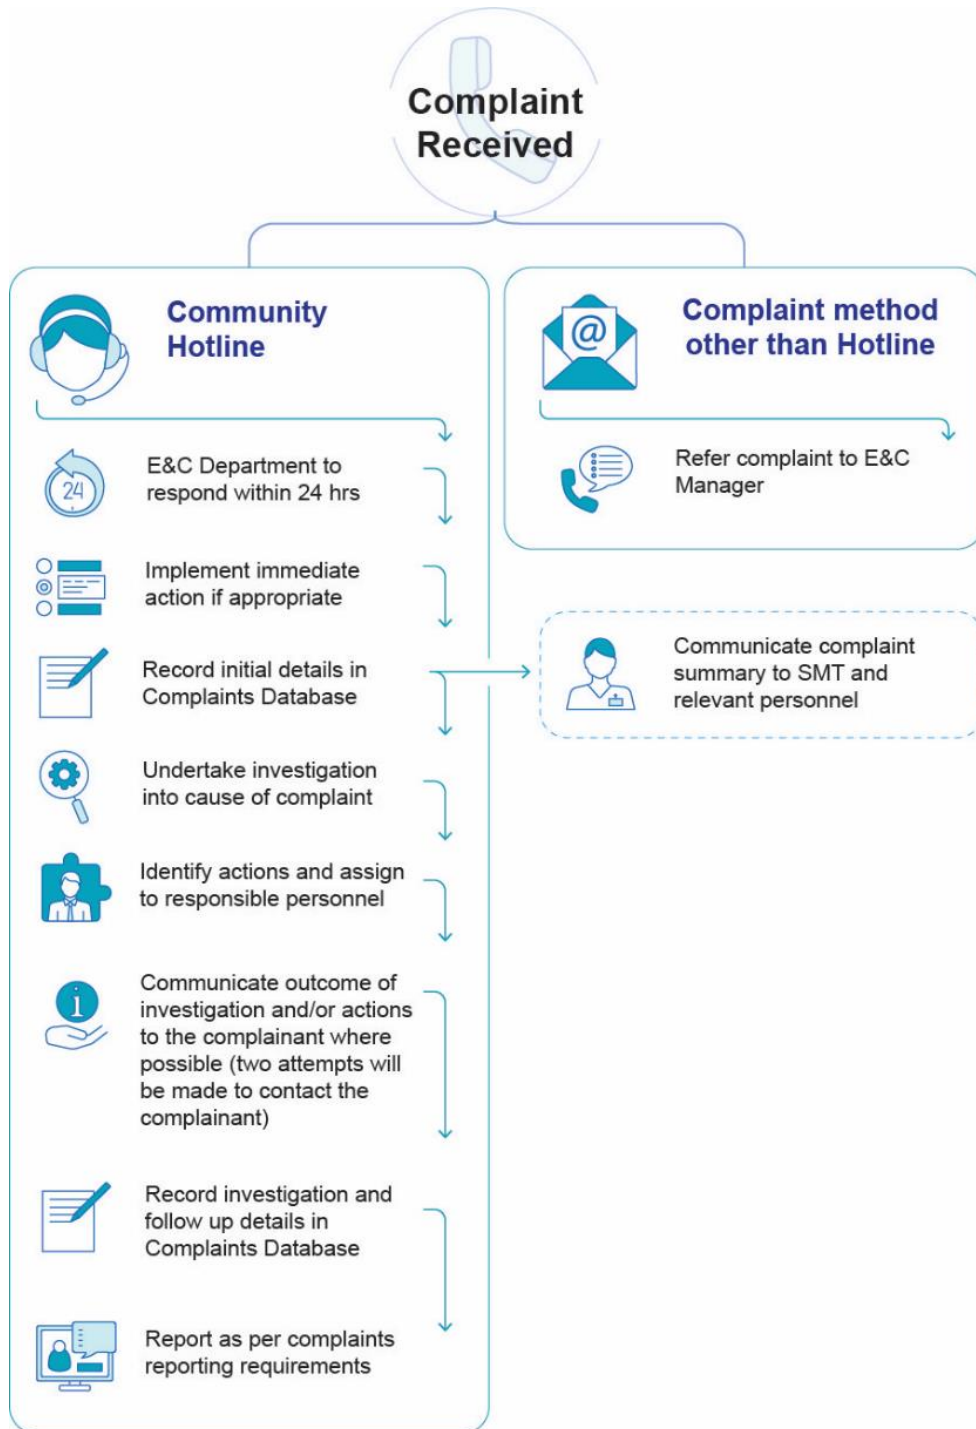 Complaint
Received
Community
Hotline
24
E&C Department to
respond within 24 hrs
Implement immediate
action if appropriate
Record initial details in
Complaints Database
Undertake investigation
into cause of complaint
Identify actions and assign
to responsible personnel
i
Communicate outcome of
investigation and/or actions
to the complainant where
possible (two attempts will
be made to contact the
complainant)
Record investigation and
follow up details in
Complaints Database
Report as per complaints
reporting requirements
@
Complaint method
other than Hotline
Refer complaint to E&C
Manager
Communicate complaint
summary to SMT and
relevant personnel